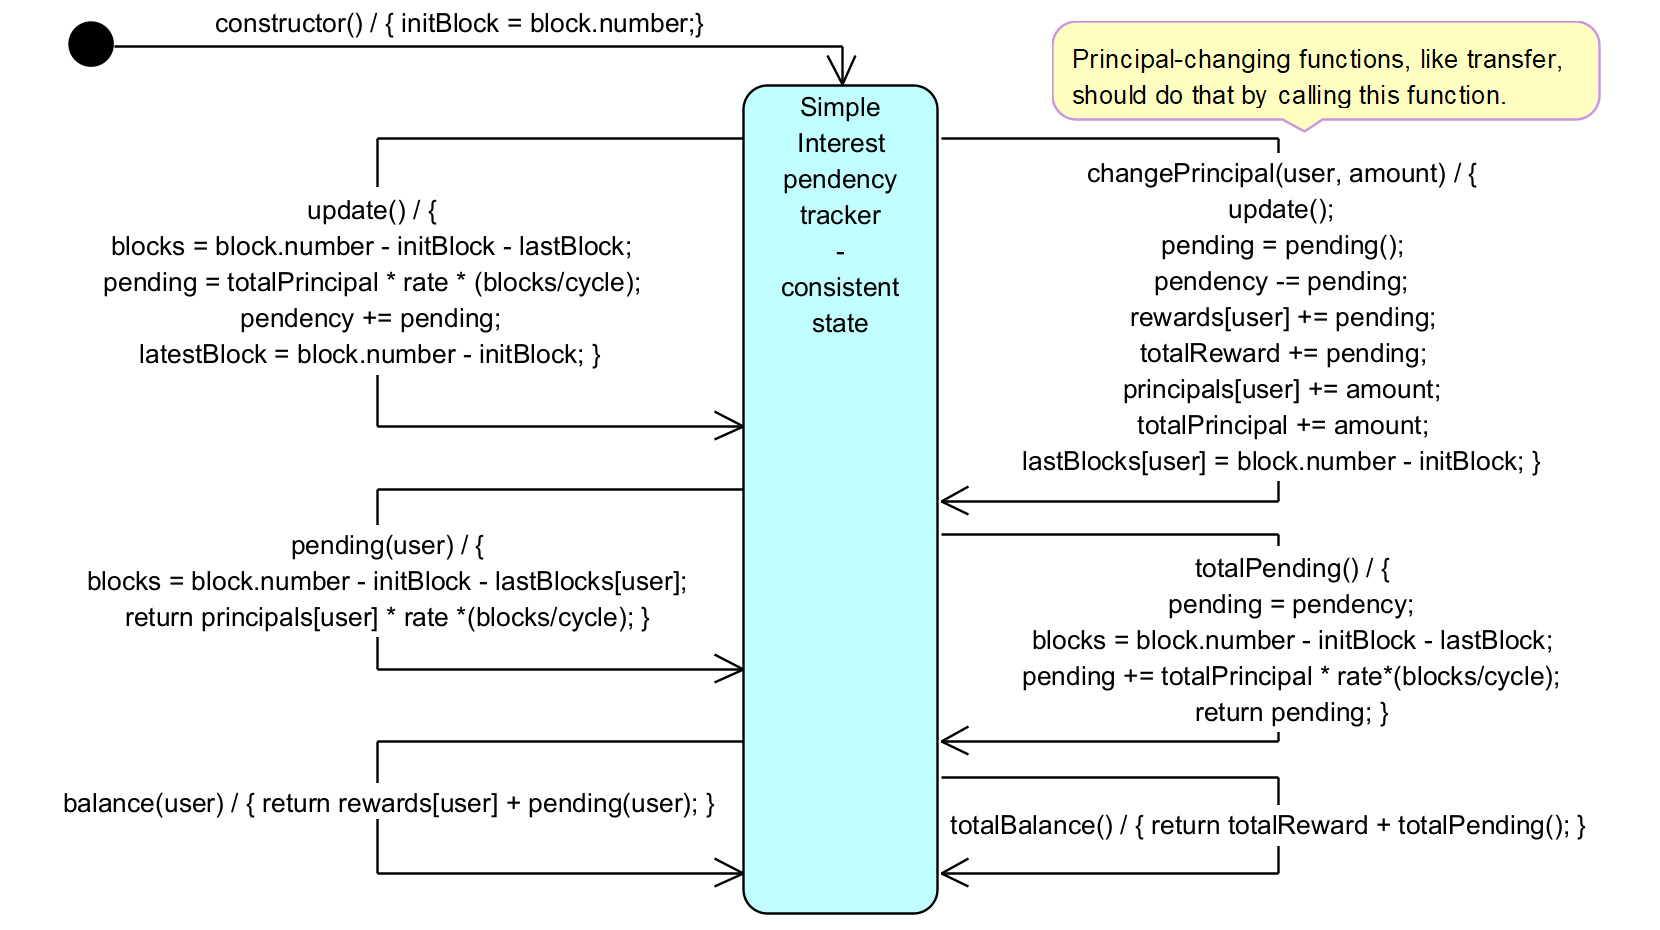 constructor() / { initBlock = block.number;}
Principal-changing functions, like transfer,
should do that by calling this function.
Simple
Interest
pendency
tracker
-
consistent
state
update() / {
blocks = block.number - initBlock - lastBlock;
pending = totalPrincipal * rate * (blocks/cycle);
pendency += pending;
latestBlock = block.number - initBlock; }
changePrincipal(user, amount) / {
update();
pending = pending();
pendency -= pending;
rewards[user] += pending;
totalReward += pending;
principals[user] += amount;
totalPrincipal += amount;
lastBlocks[user] = block.number - initBlock; }
pending(user) / {
blocks = block.number - initBlock - lastBlocks[user];
return principals[user] * rate *(blocks/cycle); }
totalPending() / {
pending = pendency;
blocks = block.number - initBlock - lastBlock;
pending += totalPrincipal * rate*(blocks/cycle);
return pending; }
balance(user) / { return rewards[user] + pending(user); }
totalBalance() / { return totalReward + totalPending(); }